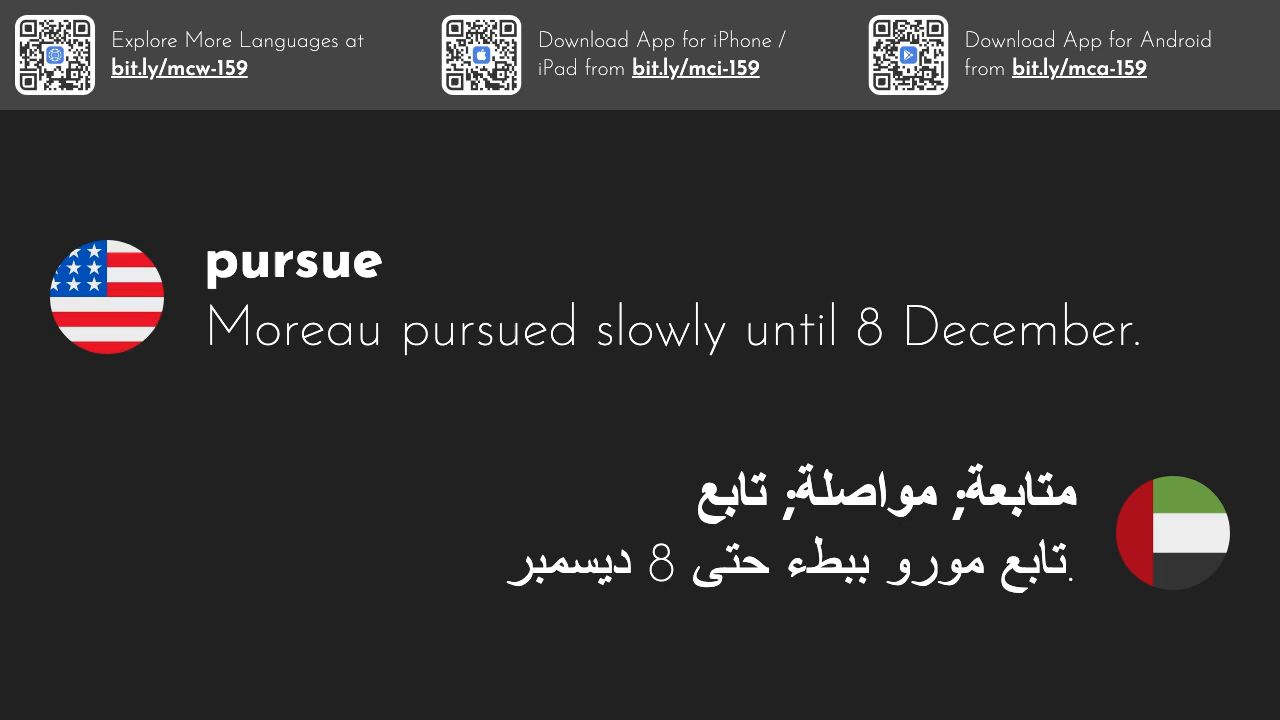 Explore More Languages at
bit.ly/mcw-159
Download App for iPhone /
iPad from bit.ly/mci-159
Download App for Android
from bit.ly/mca-159
pursue
Moreau pursued slowly until 8 December.
متابعة; مواصلة; تابع
تابع مورو ببطء حتى 8 ديسمبر.